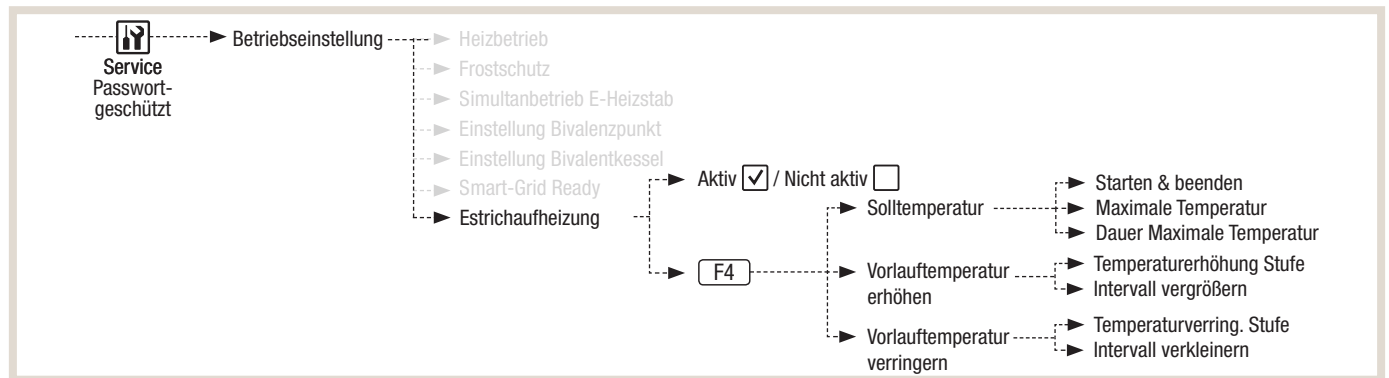 Service
Passwort-
geschützt
Betriebseinstellung
Heizbetrieb
Frostschutz
Simultanbetrieb E-Heizstab
Einstellung Bivalenzpunkt
Einstellung Bivalentkessel
Smart-Grid Ready
Estrichaufheizung
Aktiv / Nicht aktiv
F4
Solltemperatur
Starten & beenden
Maximale Temperatur
Dauer Maximale Temperatur
Vorlauftemperatur
erhöhen
Temperaturerhöhung Stufe
Intervall vergrößern
Vorlauftemperatur
verringern
Temperaturverring. Stufe
Intervall verkleinern